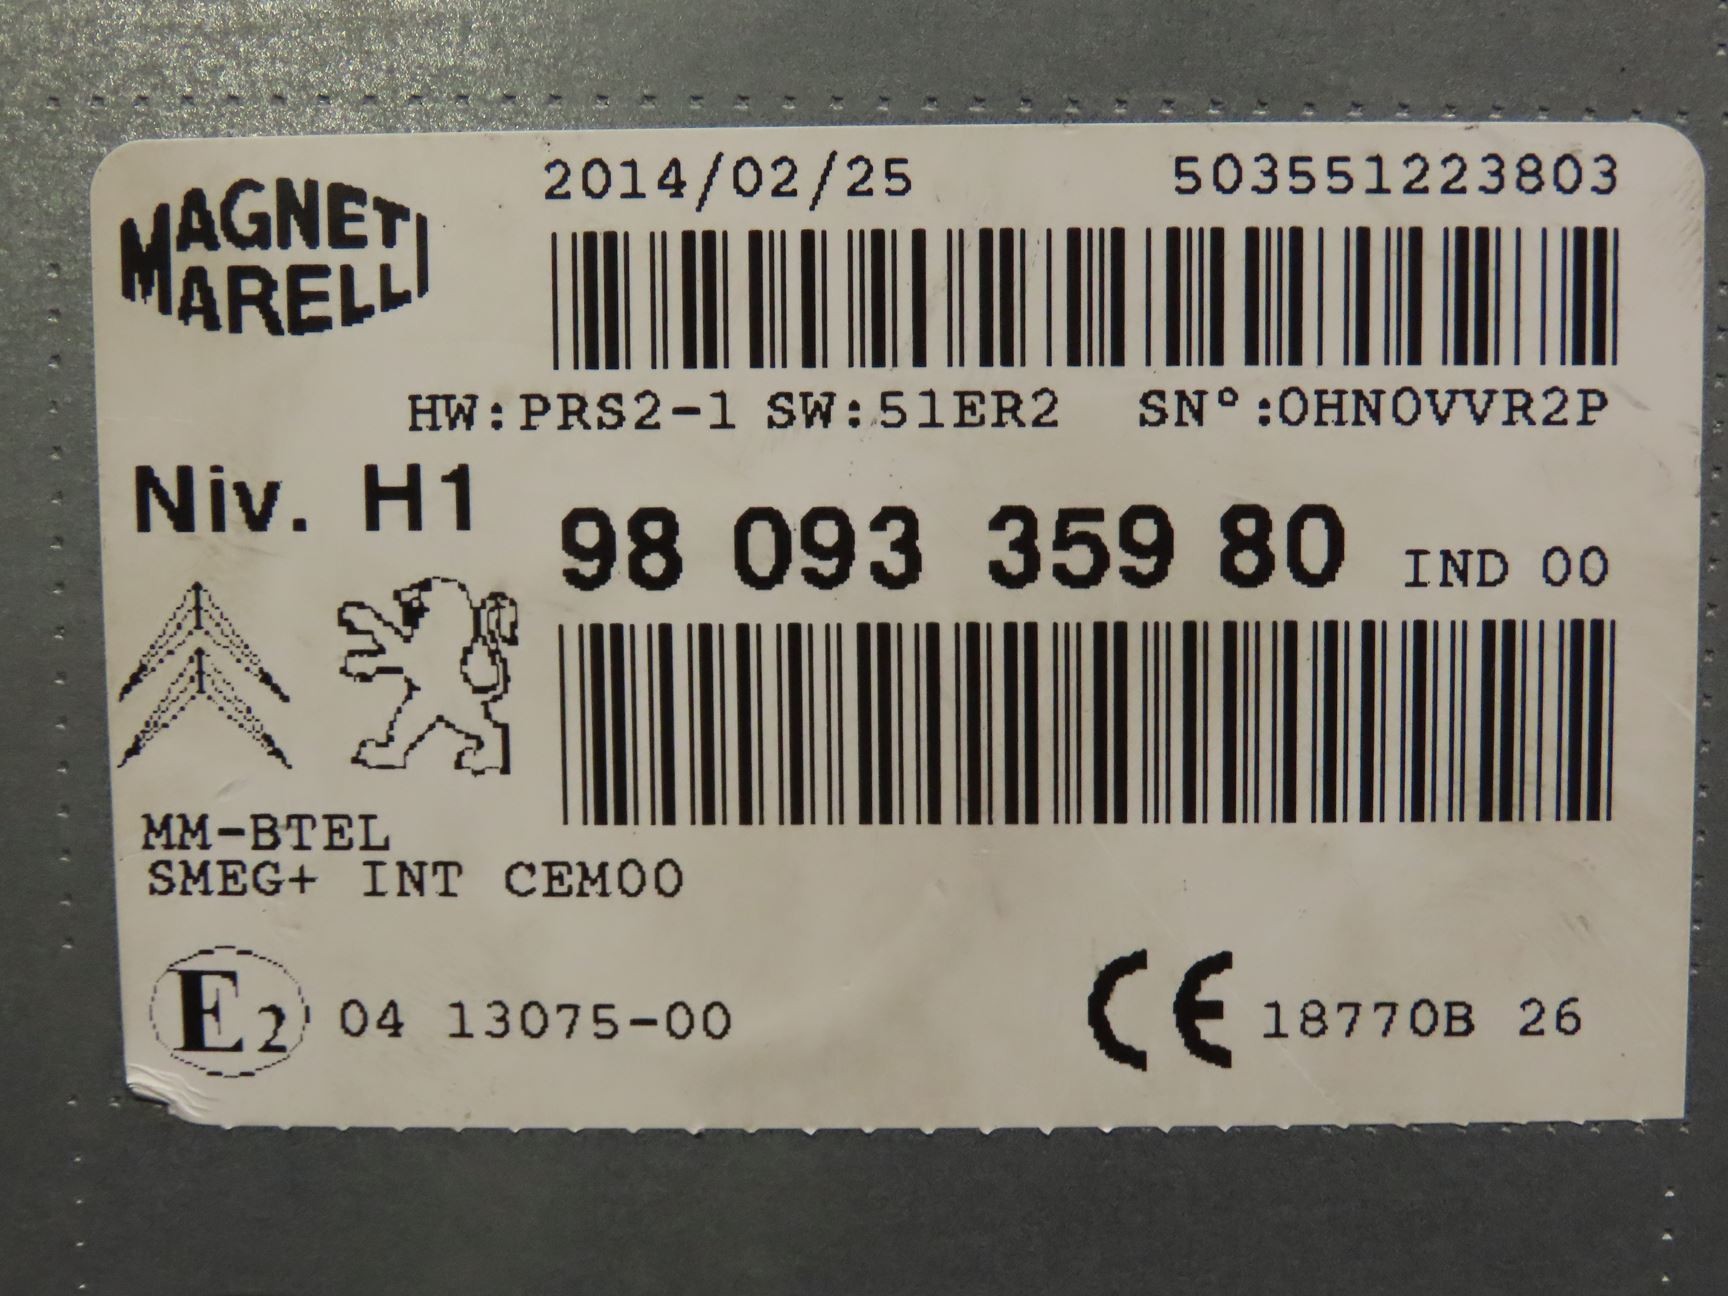 MAGNETI MARELLI
2014/02/25 503551223803
HW:PRS2-1 SW:51ER2 SN°:0HN0VVR2P
Niv. H1
98 093 359 80 IND 00
MM-BTEL
SMEG+ INT CEM00
E2 04 13075-00
CE 18770B 26